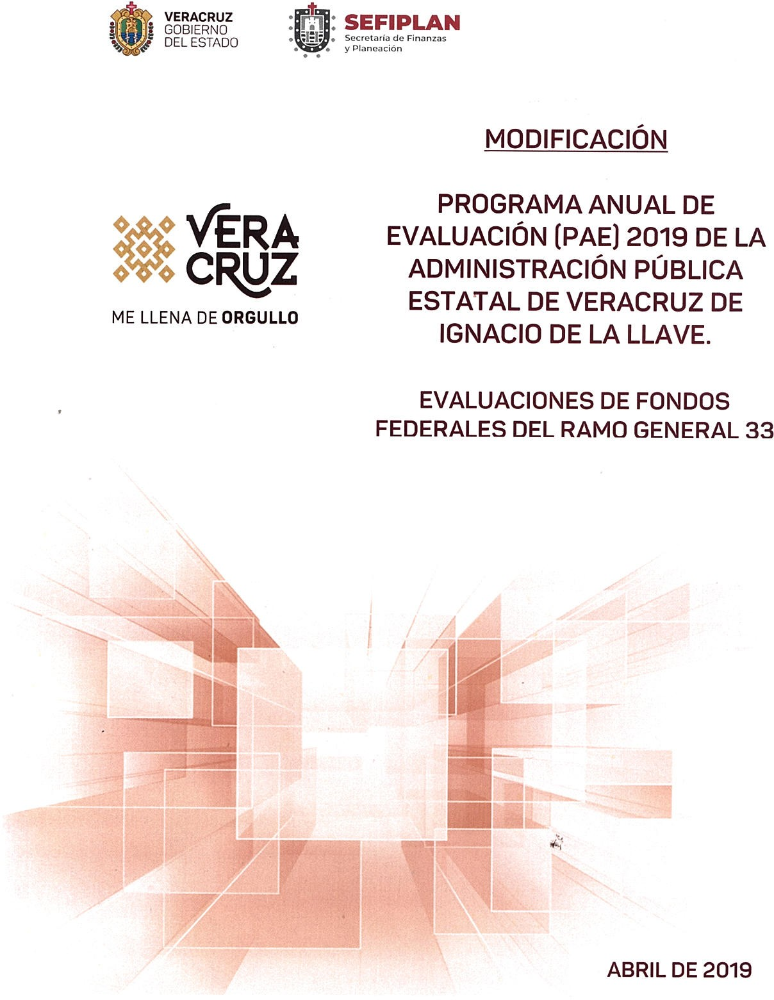 VERACRUZ
GOBIERNO
DEL ESTADO
SEFIPLAN
Secretaría de Finanzas
y Planeación
MODIFICACIÓN
PROGRAMA ANUAL DE
EVALUACIÓN (PAE) 2019 DE LA
ADMINISTRACIÓN PÚBLICA
ESTATAL DE VERACRUZ DE
IGNACIO DE LA LLAVE.
VERA
CRUZ
ME LLENA DE ORGULLO
EVALUACIONES DE FONDOS
FEDERALES DEL RAMO GENERAL 33
ABRIL DE 2019